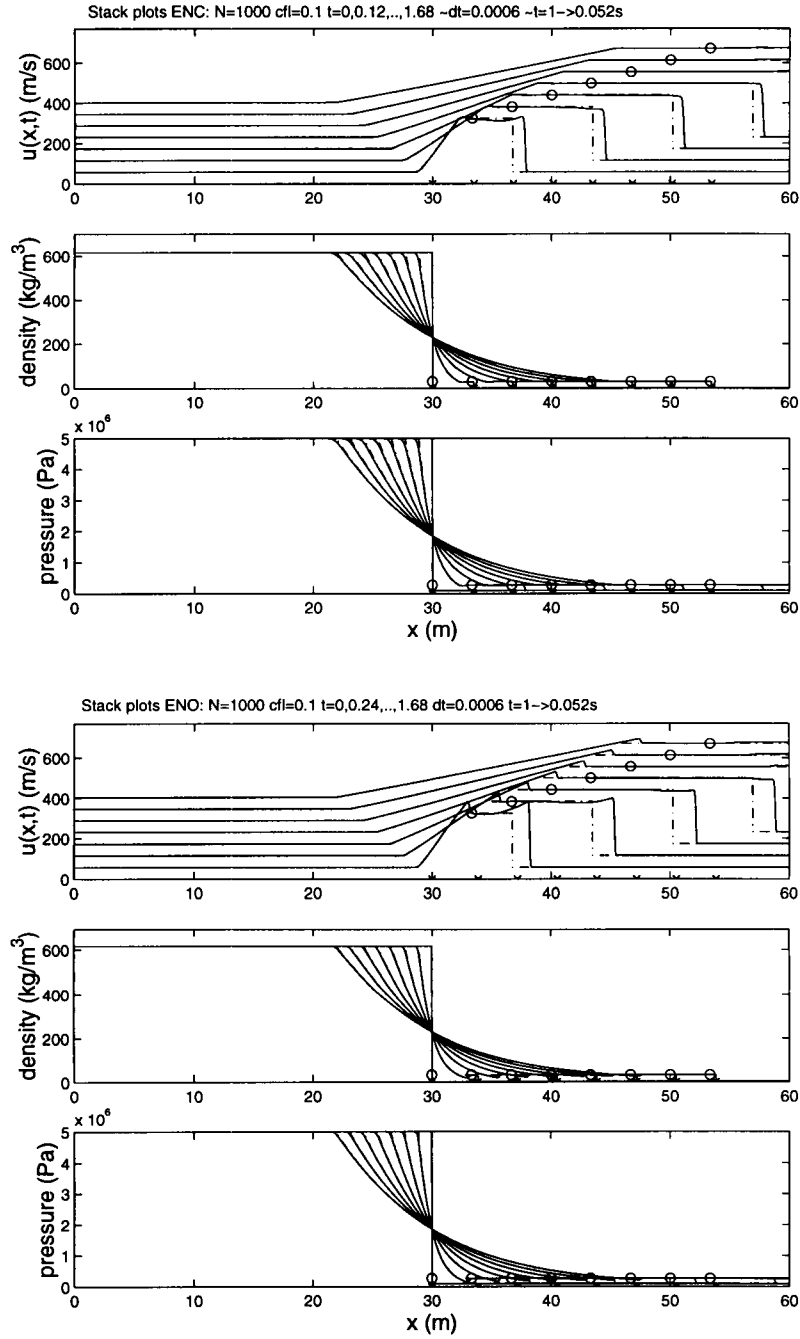 Stack plots ENC: N=1000 cfl=0.1 t=0,0.12,..,1.68 ~dt=0.0006 ~t=1->0.052s
u(x,t) (m/s)
600
400
200
0
0 10 20 30 40 50 60
density (kg/m³)
600
400
200
0
0 10 20 30 40 50 60
x 10⁶
pressure (Pa)
5
4
3
2
1
0
0 10 20 30 40 50 60
x (m)
Stack plots ENO: N=1000 cfl=0.1 t=0,0.24,..,1.68 dt=0.0006 t=1->0.052s
u(x,t) (m/s)
600
400
200
0
0 10 20 30 40 50 60
density (kg/m³)
600
400
200
0
0 10 20 30 40 50 60
x 10⁶
pressure (Pa)
5
4
3
2
1
0
0 10 20 30 40 50 60
x (m)